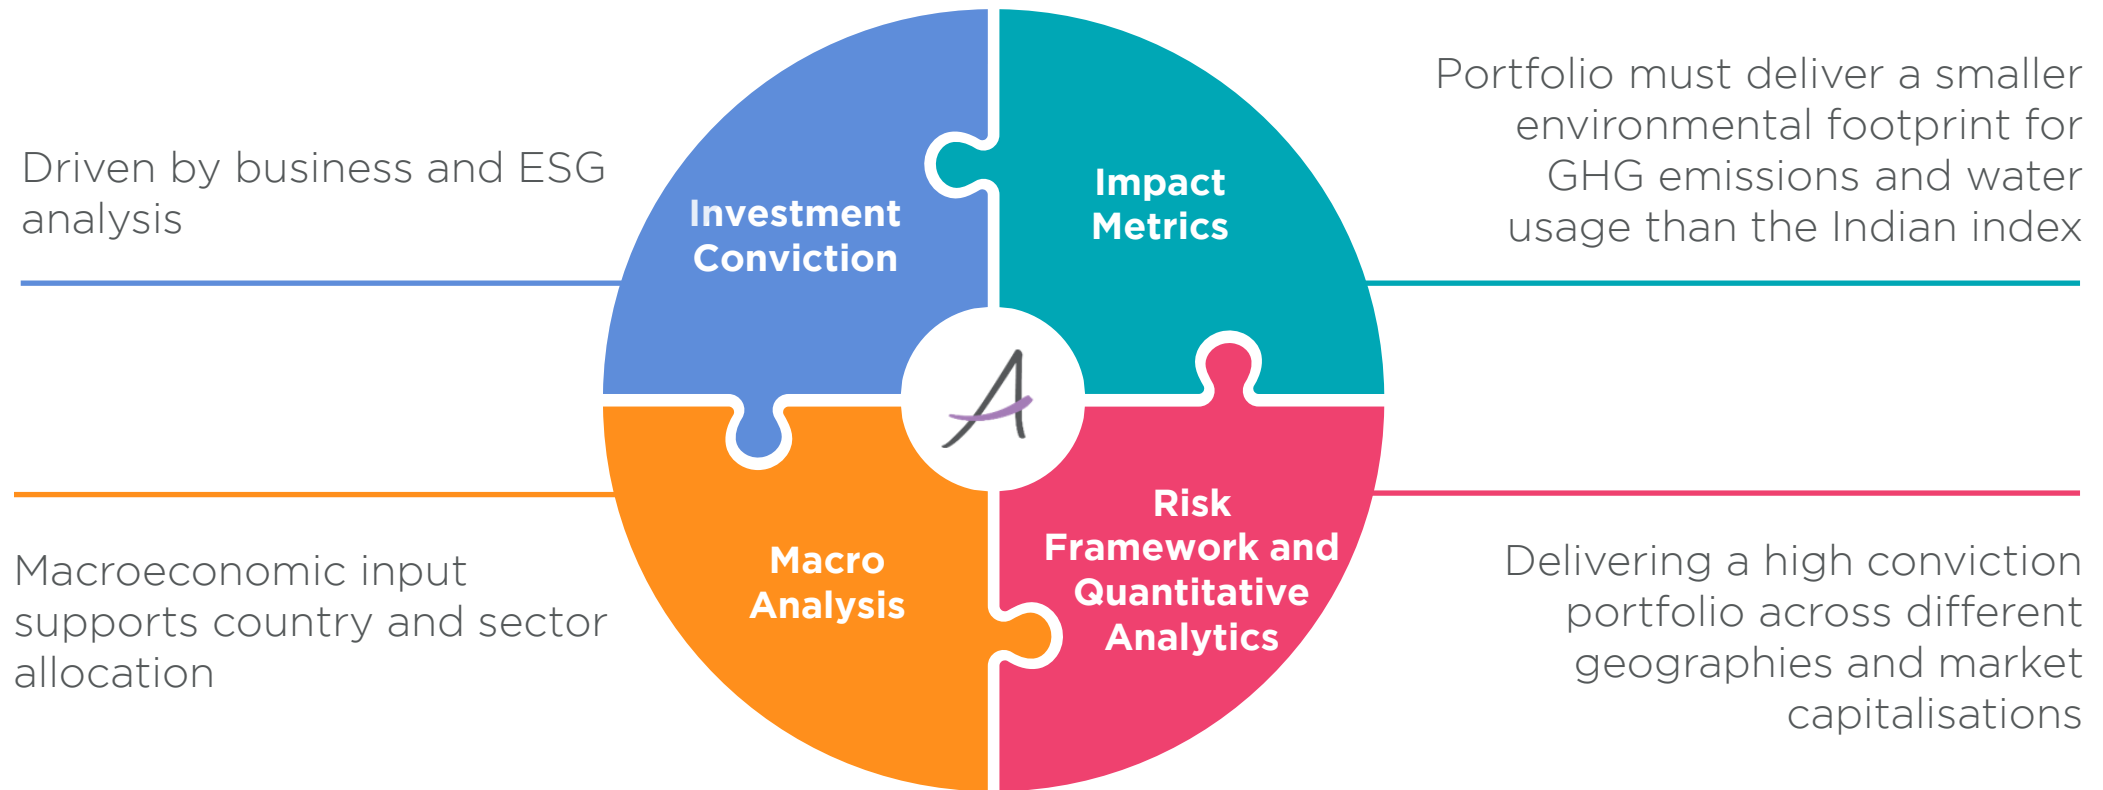 Driven by business and ESG
analysis
Investment
Conviction
Impact
Metrics
Portfolio must deliver a smaller
environmental footprint for
GHG emissions and water
usage than the Indian index
Macroeconomic input
supports country and sector
allocation
Macro
Analysis
Risk
Framework and
Quantitative
Analytics
Delivering a high conviction
portfolio across different
geographies and market
capitalisations
A